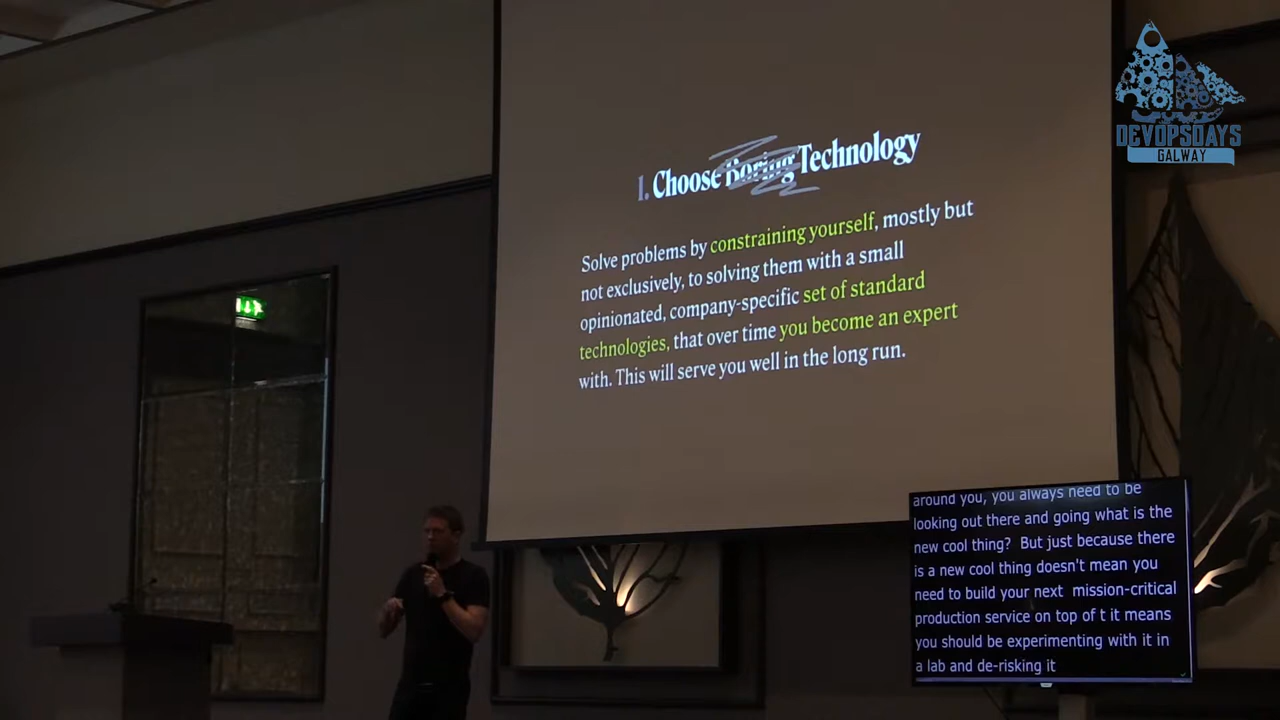 DEVOPSDAYS
GALWAY
1. Choose Boring Technology
Solve problems by constraining yourself, mostly but
not exclusively, to solving them with a small
opinionated, company-specific set of standard
technologies, that over time you become an expert
with. This will serve you well in the long run.
around you, you always need to be
looking out there and going what is the
new cool thing?  But just because there
is a new cool thing doesn't mean you
need to build your next  mission-critical
production service on top of t it means
you should be experimenting with it in
a lab and de-risking it